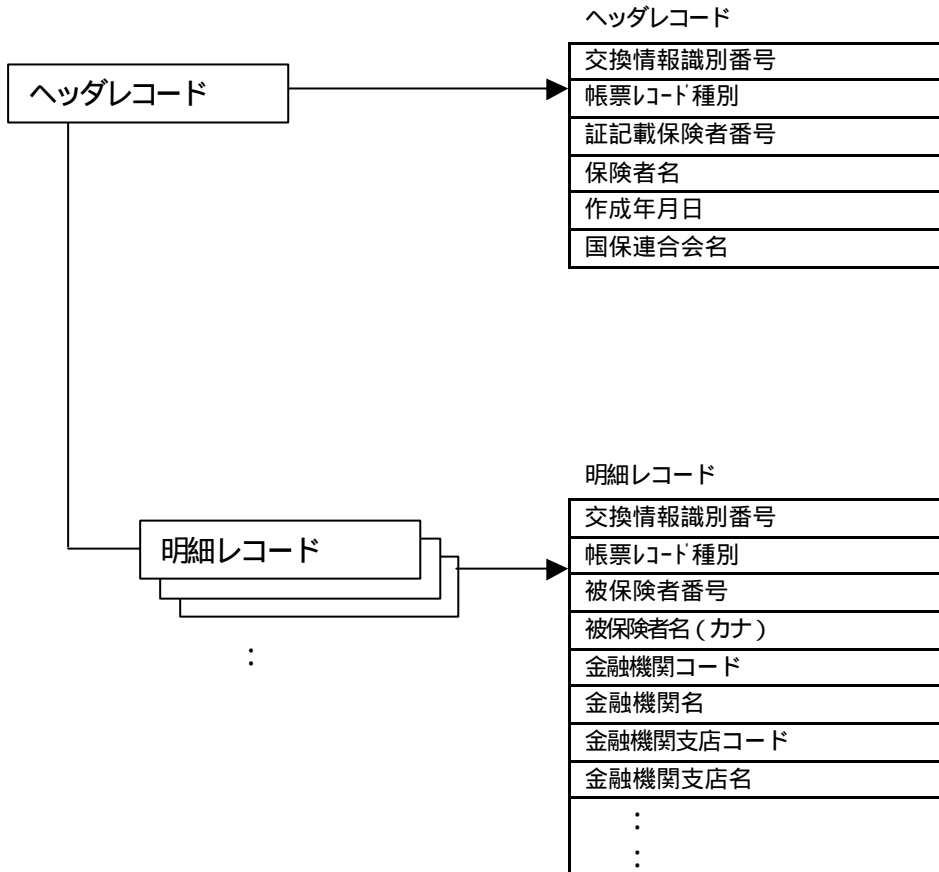 ヘッダレコード
ヘッダレコード
交換情報識別番号
帳票ﾚｺｰﾄﾞ種別
証記載保険者番号
保険者名
作成年月日
国保連合会名
明細レコード
：
明細レコード
交換情報識別番号
帳票ﾚｺｰﾄﾞ種別
被保険者番号
被保険者名（カナ）
金融機関コード
金融機関名
金融機関支店コード
金融機関支店名
：
：